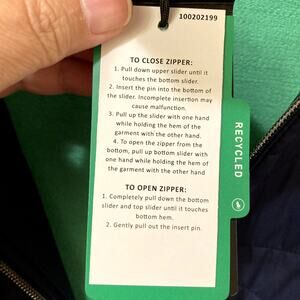 100202199
TO CLOSE ZIPPER:
1. Pull down upper slider until it
touches the bottom slider.
2. Insert the pin into the bottom of
the slider. Incomplete insertion may
cause malfunction.
3. Pull up the slider with one hand
while holding the hem of the
garment with the other hand.
4. To open the zipper from the
bottom, pull up bottom slider with
one hand while holding the hem of
the garment with the other hand
TO OPEN ZIPPER:
1. Completely pull down the bottom
slider and top slider until it touches
bottom hem.
2. Gently pull out the insert pin.
RECYCLED